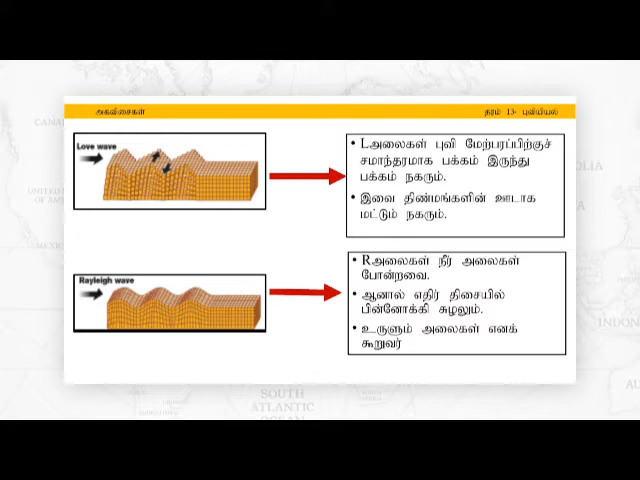 அகவிசைகள்
தரம் 13- புவியியல்
Love wave
• Lஅலைகள் புவி மேற்பரப்பிற்குச்
சமாந்தரமாக பக்கம் இருந்து
பக்கம் நகரும்.
• இவை திண்மங்களின் ஊடாக
மட்டும் நகரும்.
Rayleigh wave
• Rஅலைகள் நீர் அலைகள்
போன்றவை.
• ஆனால் எதிர் திசையில்
பின்னோக்கி சுழலும்.
• உருளும் அலைகள் எனக்
கூறுவர்
SOUTH
ATLANTIC
OCEAN